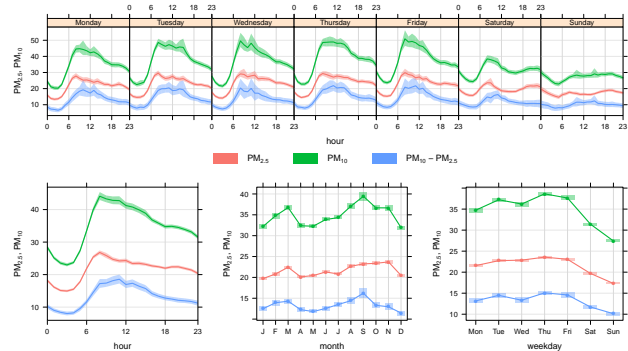 0 6 12 18 23 0 6 12 18 23 0 6 12 18 23
Monday Tuesday Wednesday Thursday Friday Saturday Sunday
50
40
30
20
10
PM2.5, PM10
0 6 12 18 23 0 6 12 18 23 0 6 12 18 23 0 6 12 18 23
hour
PM2.5 PM10 PM10 − PM2.5
40
30
20
10
PM2.5, PM10
0 6 12 18 23
hour
40
35
30
25
20
15
PM2.5, PM10
J F M A M J J A S O N D
month
35
30
25
20
15
10
PM2.5, PM10
Mon Tue Wed Thu Fri Sat Sun
weekday